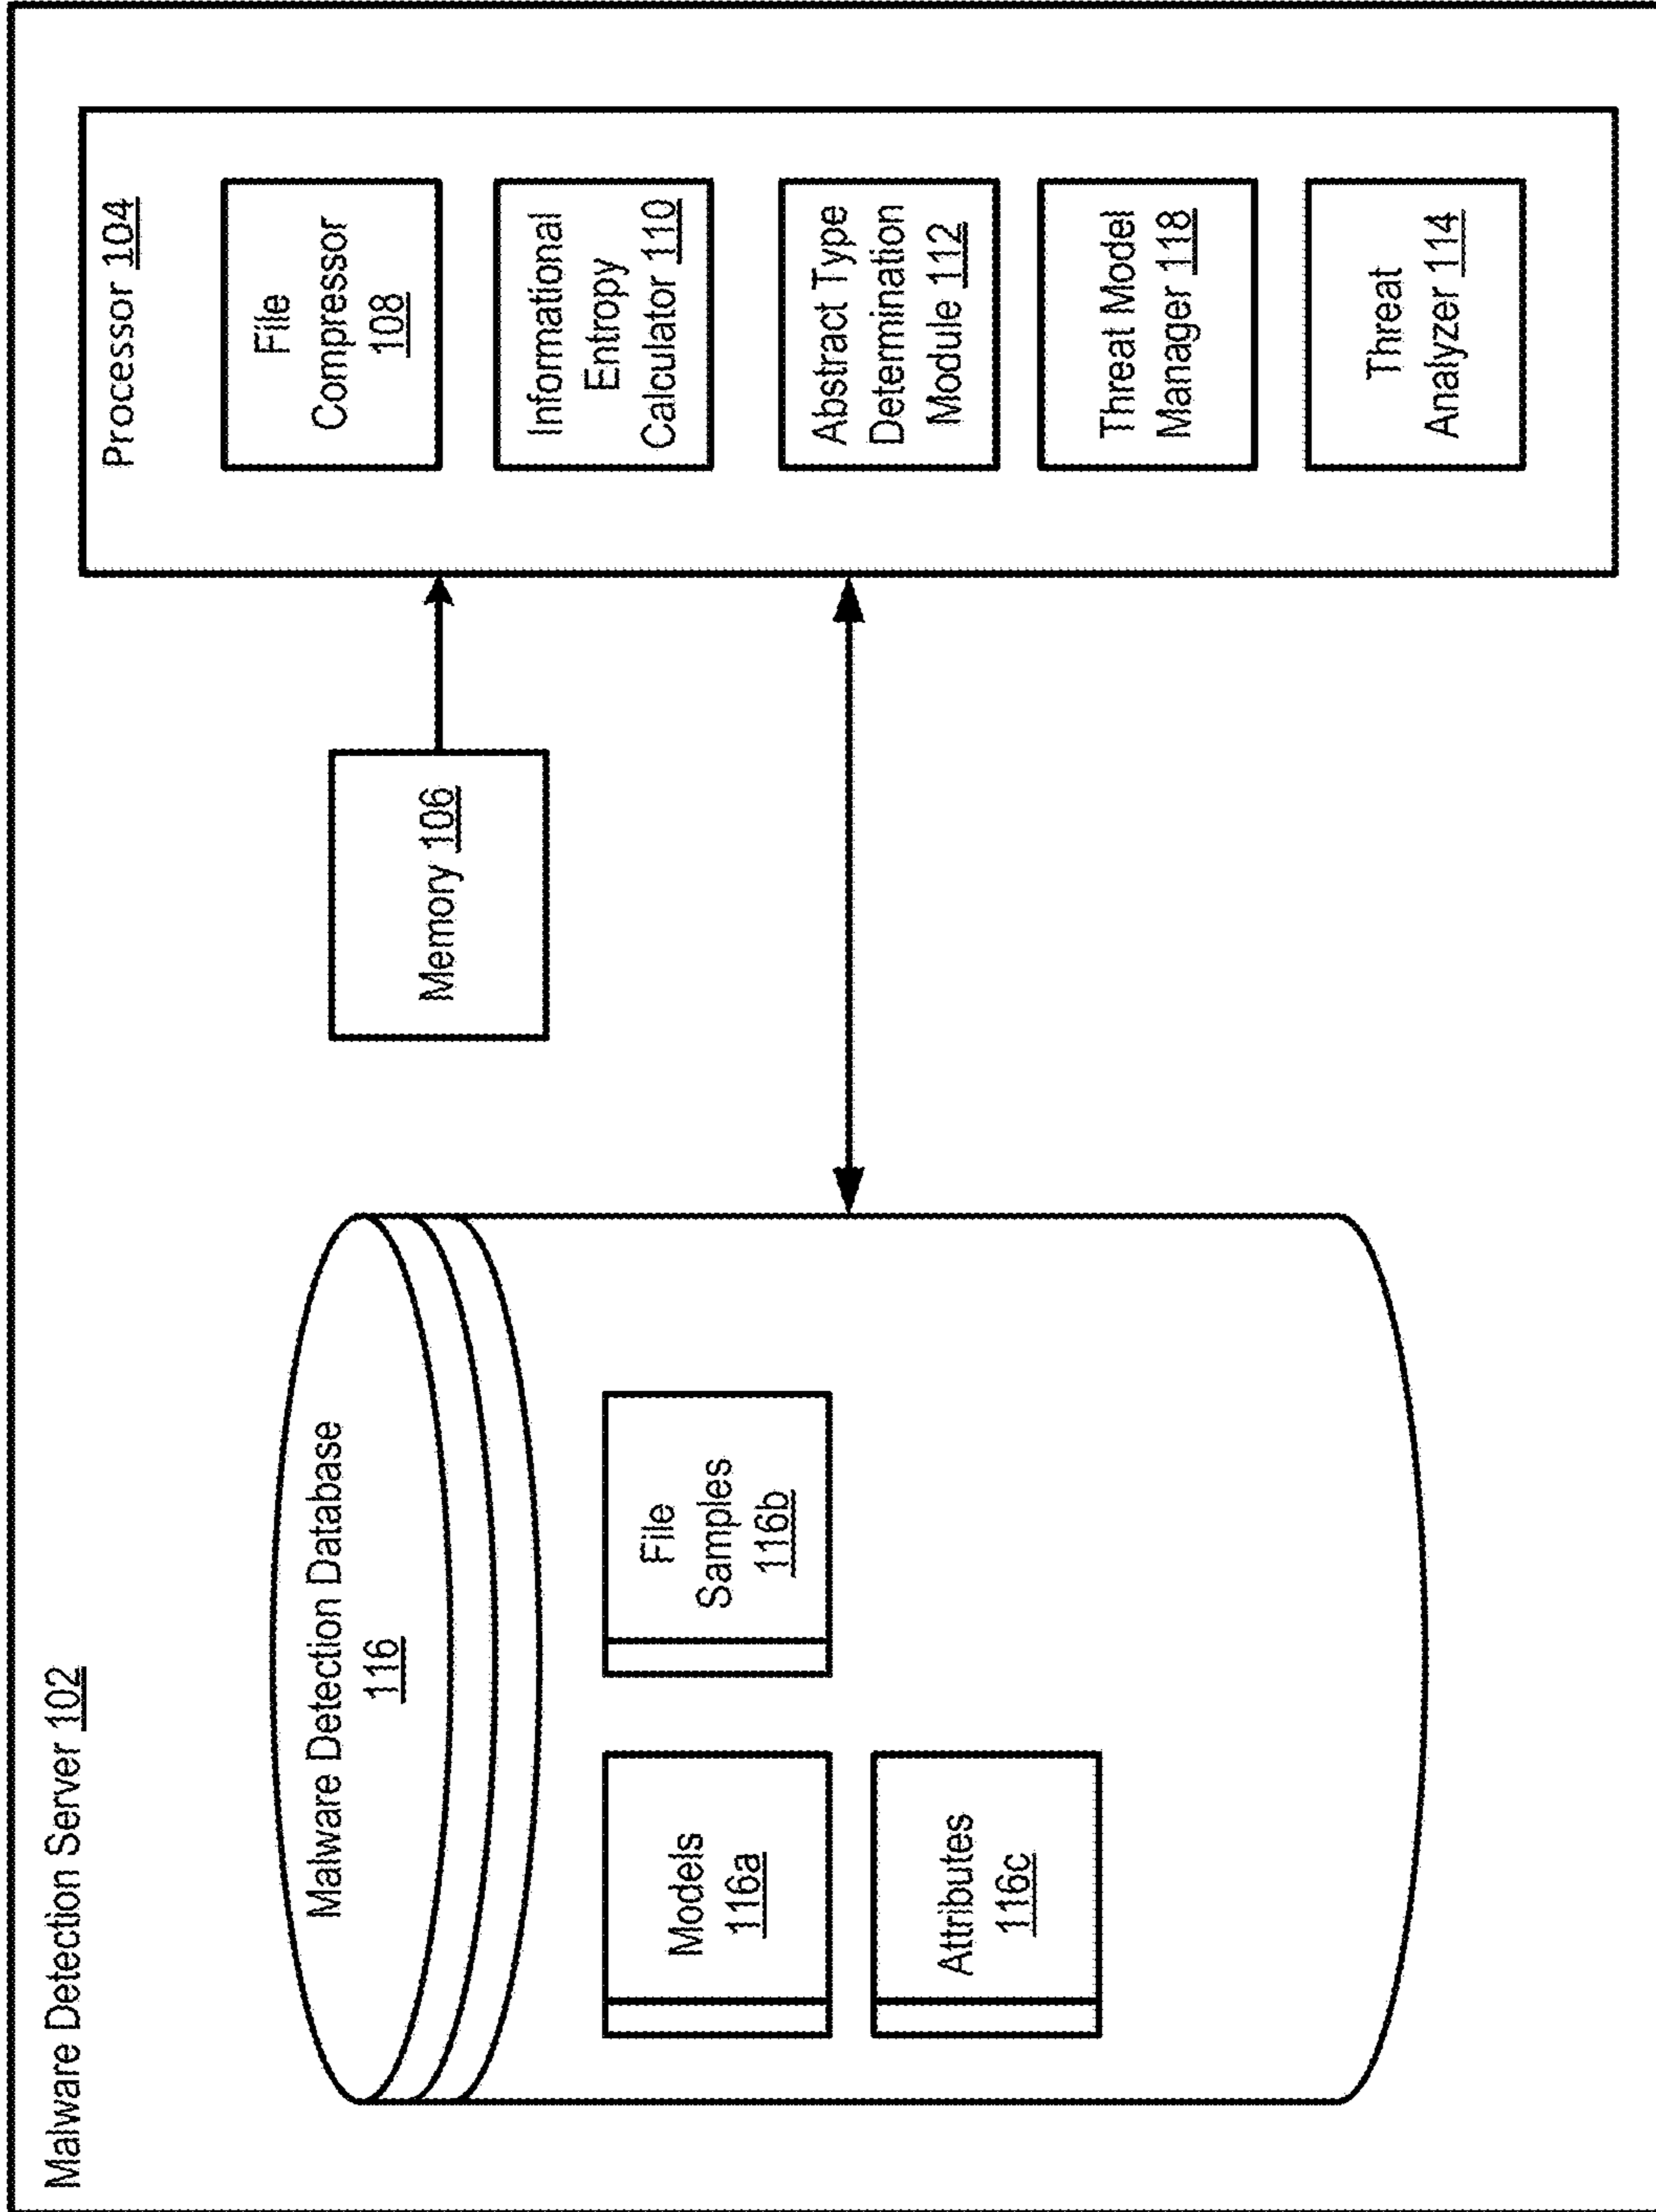 Malware Detection Server 102
Malware Detection Database
116
Models
116a
File
Samples
116b
Attributes
116c
Memory 106
Processor 104
File
Compressor
108
Informational
Entropy
Calculator 110
Abstract Type
Determination
Module 112
Threat Model
Manager 118
Threat
Analyzer 114